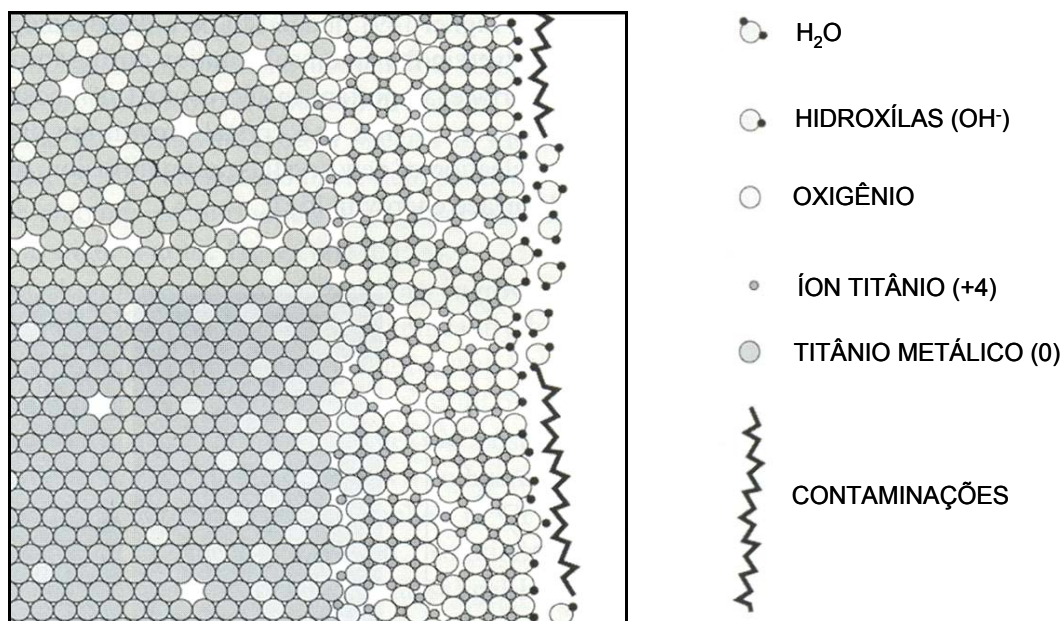 H₂O
HIDROXÍLAS (OH-)
OXIGÊNIO
ÍON TITÂNIO (+4)
TITÂNIO METÁLICO (0)
CONTAMINAÇÕES